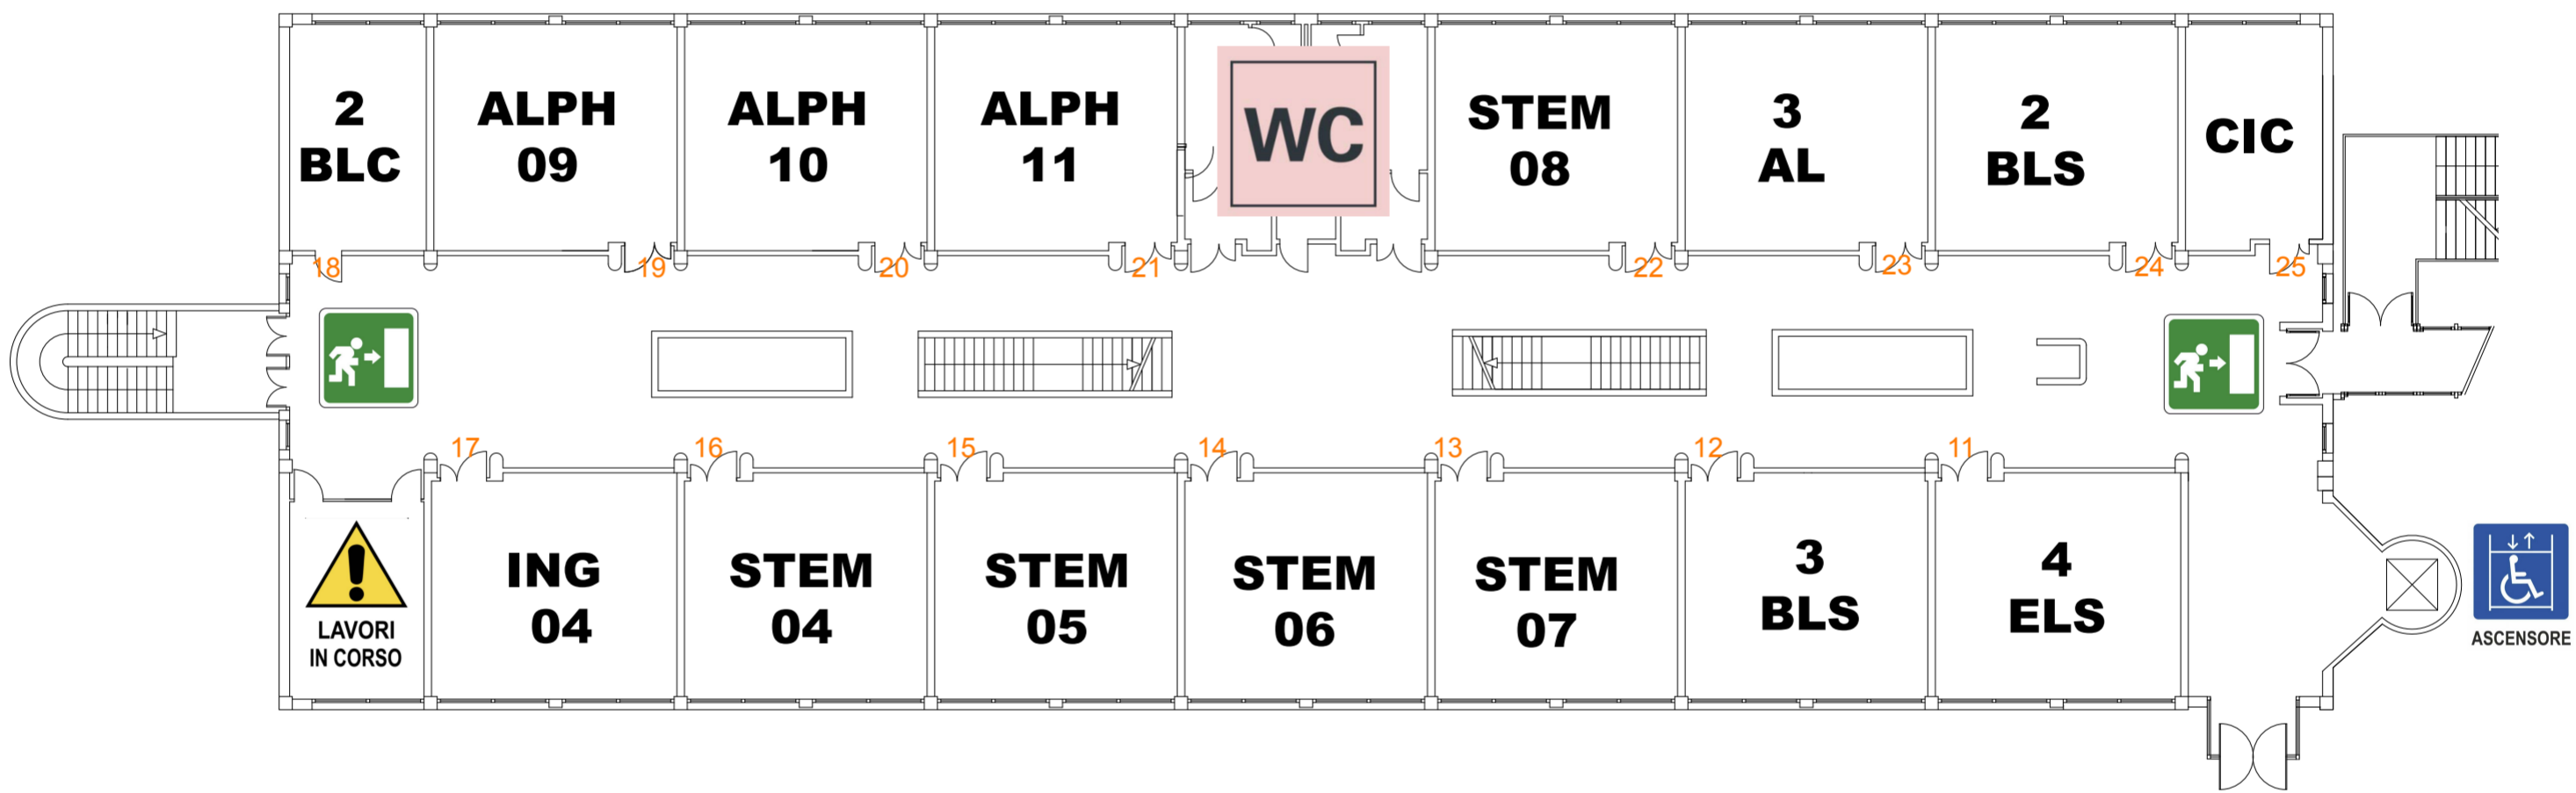 2
BLC
ALPH
09
ALPH
10
ALPH
11
WC
STEM
08
3
AL
2
BLS
CIC
18
19
20
21
22
23
24
25
17
16
15
14
13
12
11
LAVORI
IN CORSO
ING
04
STEM
04
STEM
05
STEM
06
STEM
07
3
BLS
4
ELS
ASCENSORE